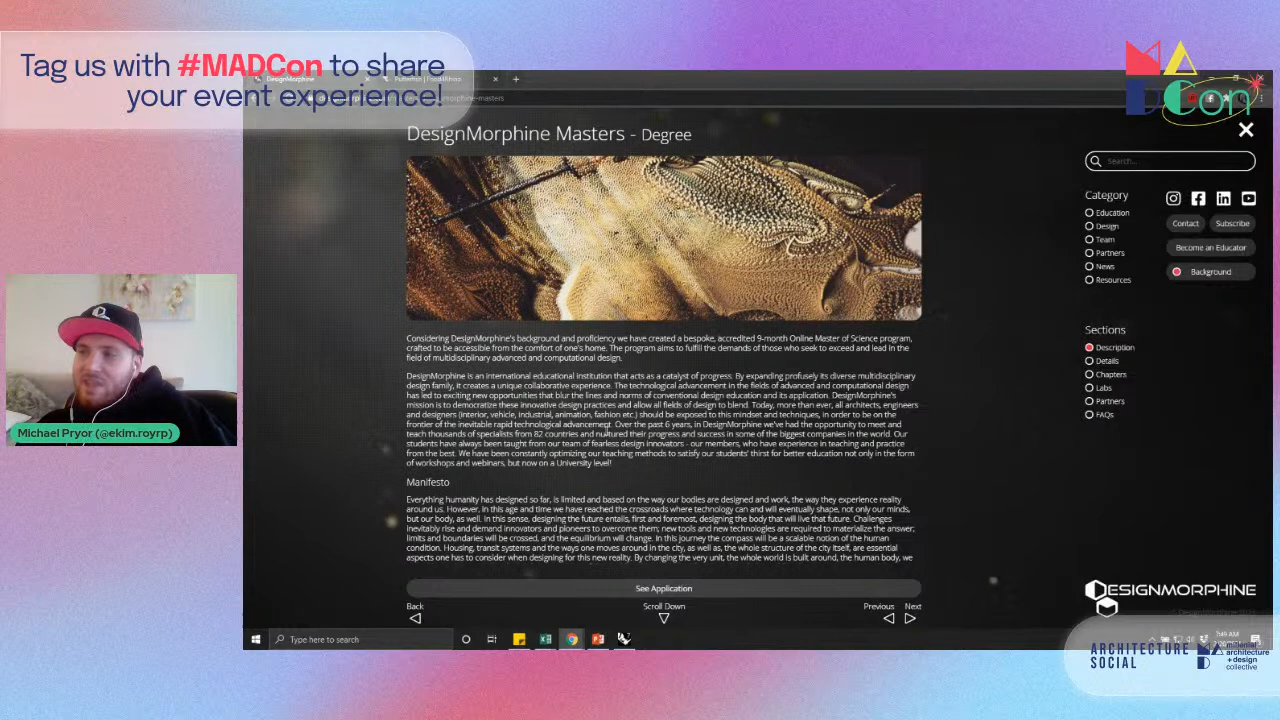 Tag us with #MADCon to share
your event experience!
MADCon
DesignMorphine
DesignMorphine Masters - Degree
Search...
Category
Education
Design
Team
Partners
News
Resources
Contact
Subscribe
Become an Educator
Background
Sections
Description
Details
Chapters
Labs
Partners
FAQs
Considering DesignMorphine's background and proficiency we have created a bespoke, accredited 9-month Online Master of Science program,
crafted to be accessible from the comfort of one's home. The program aims to fulfill the demands of those who seek to exceed and lead in the
field of multidisciplinary advanced and computational design.
DesignMorphine is an international educational institution that acts as a catalyst of progress. By expanding profusely its diverse multidisciplinary
design family, it creates a unique collaborative experience. The technological advancement in the fields of advanced and computational design
has led to exciting new opportunities that blur the lines and norms of conventional design education and its application. DesignMorphine's
mission is to democratize these innovative design practices and allow all fields of design to blend. Today, more than ever, all architects, engineers
and designers (interior, vehicle, industrial, animation, fashion etc) should be exposed to this mindset and techniques, in order to be on the
frontier of the inevitable rapid technological advancement. Over the past 6 years, in DesignMorphine we've had the opportunity to meet and
teach thousands of specialists from 82 countries and nurtured their progress and success in some of the biggest companies in the world. Our
students have always been taught from our team of fearless design innovators - our members, who have experience in teaching and practice
from the best. We have been constantly optimizing our teaching methods to satisfy our students' thirst for better education not only in the form
of workshops and webinars, but now on a University level!
Manifesto
Everything humanity has designed so far, is limited and based on the way our bodies are designed and work, the way they experience reality
around us. However, in this age and time we have reached the crossroads where technology can and will eventually shape, not only our minds,
but our body, as well. In this sense, designing the future entails, first and foremost, designing the body that will live that future. Challenges
inevitably rise and demand innovators and pioneers to overcome them; new tools and new technologies are required to materialize the answer;
limits and boundaries will be crossed, and the equilibrium will change. In this journey the compass will be a scalable notion of the human
condition. Housing, transit systems and the ways one moves around in the city, as well as, the whole structure of the city itself, are essential
aspects one has to consider when designing for this new reality. By changing the very unit, the whole world is built around, the human body, we
See Application
Back
Scroll Down
Previous
Next
DESIGNMORPHINE
Michael Pryor (@ekim.royrp)
Type here to search
ARCHITECTURE
SOCIAL
MAD
millennial
architecture
+ design
collective